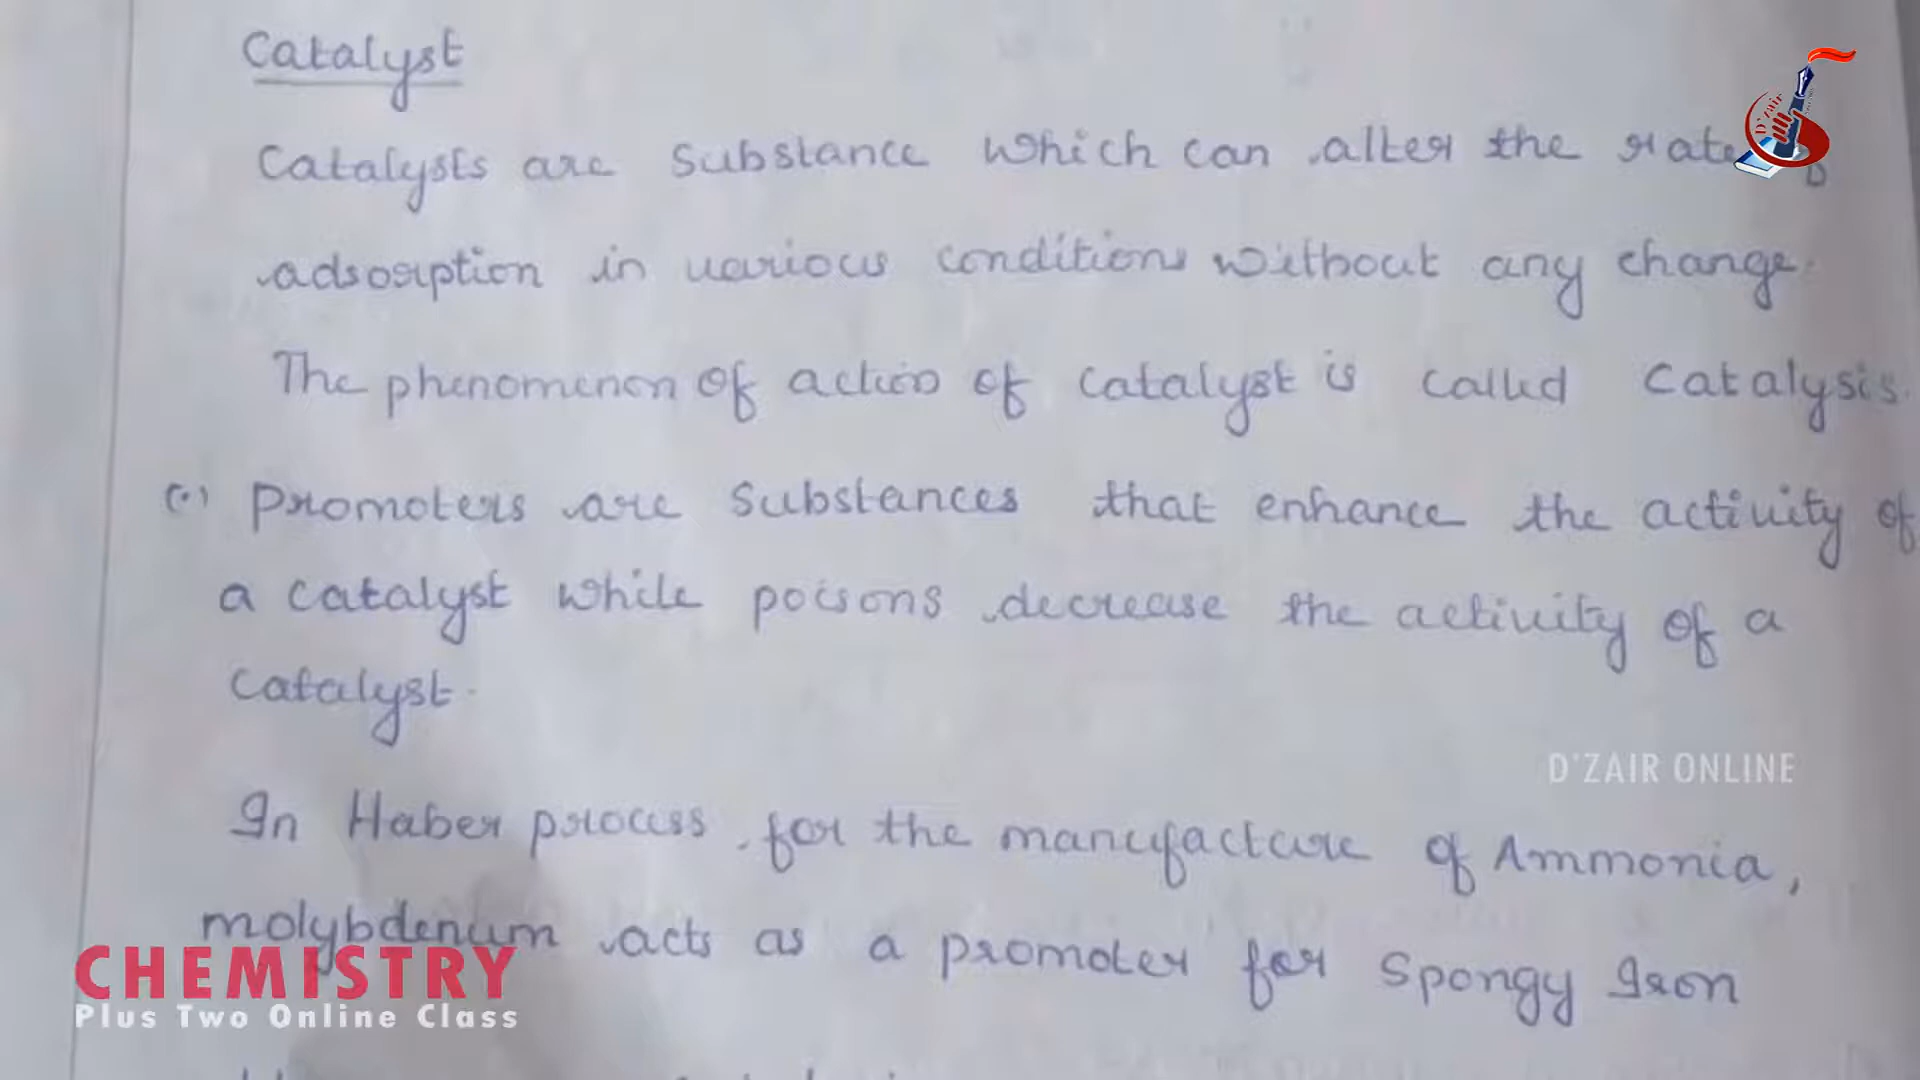 Catalyst
Catalysts are substance which can alter the rate of
adsorption in various conditions without any change.
The phenomenon of action of catalyst is called Catalysis.
(•) Promoters are substances that enhance the activity of
a catalyst while poisons decrease the activity of a
catalyst.
D'ZAIR ONLINE
In Haber process for the manufacture of Ammonia,
molybdenum acts as a promoter for Spongy Iron
CHEMISTRY
Plus Two Online Class